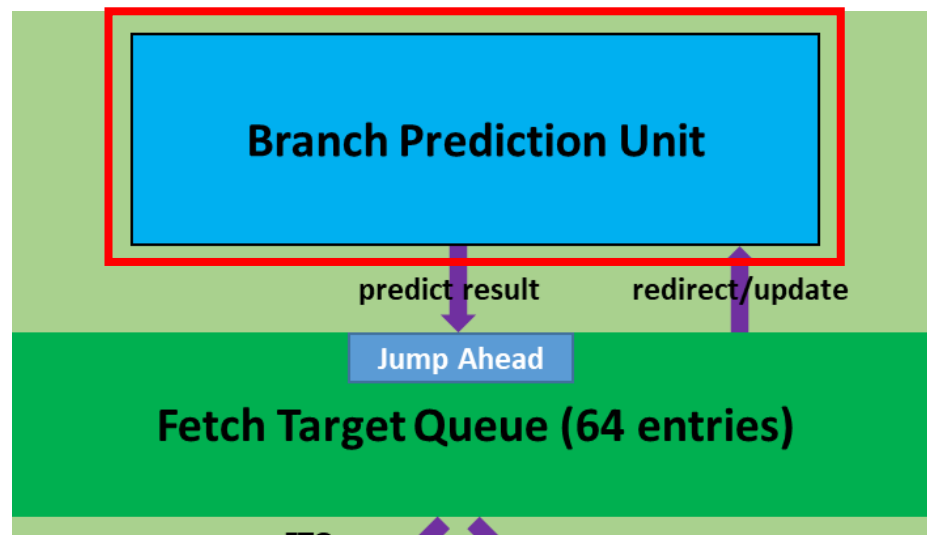 Branch Prediction Unit
predict result
redirect/update
Jump Ahead
Fetch Target Queue (64 entries)